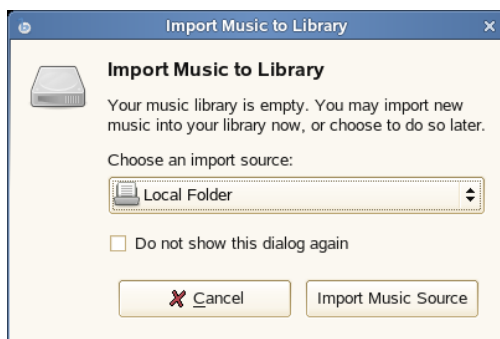 Import Music to Library
Import Music to Library
Your music library is empty. You may import new
music into your library now, or choose to do so later.
Choose an import source:
Local Folder
Do not show this dialog again
Cancel
Import Music Source